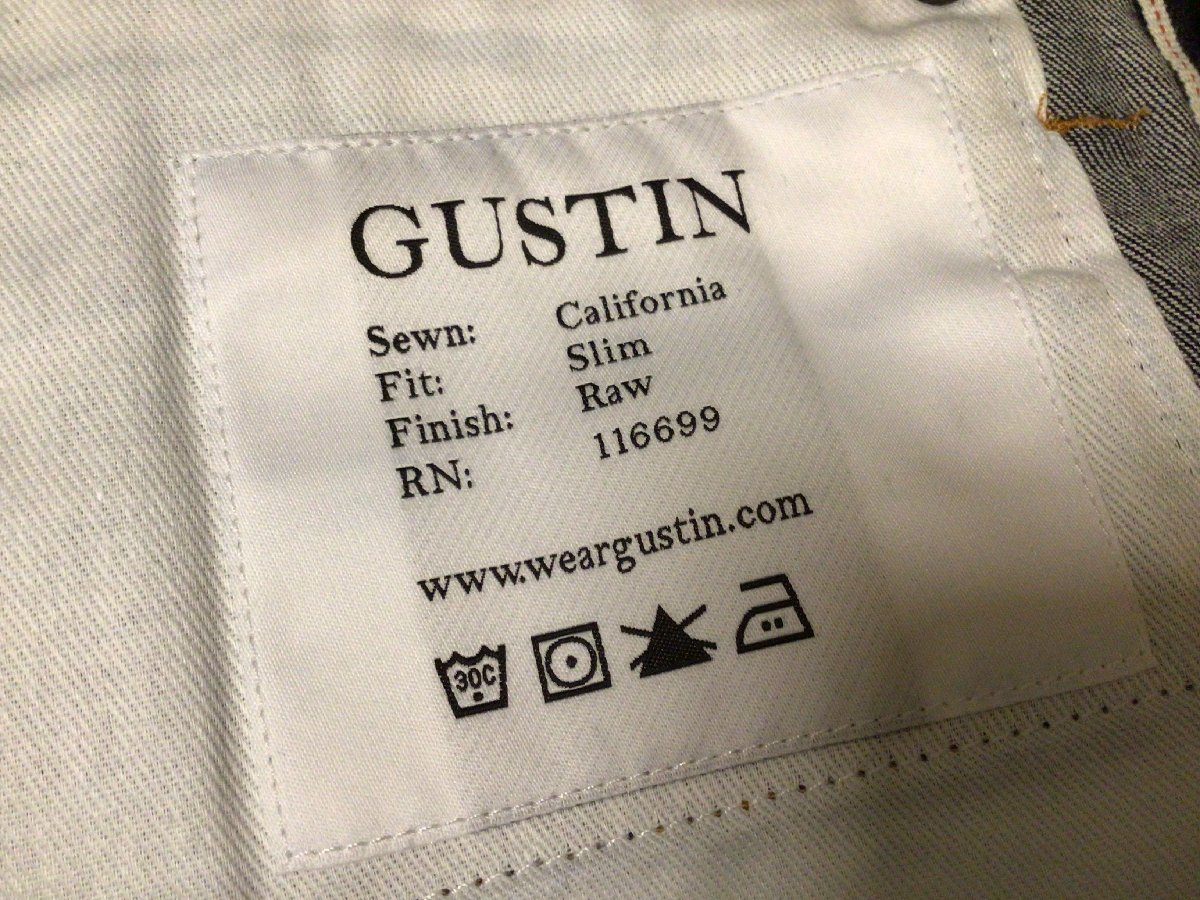 GUSTIN
Sewn: California
Fit: Slim
Finish: Raw
RN: 116699
www.weargustin.com
30C